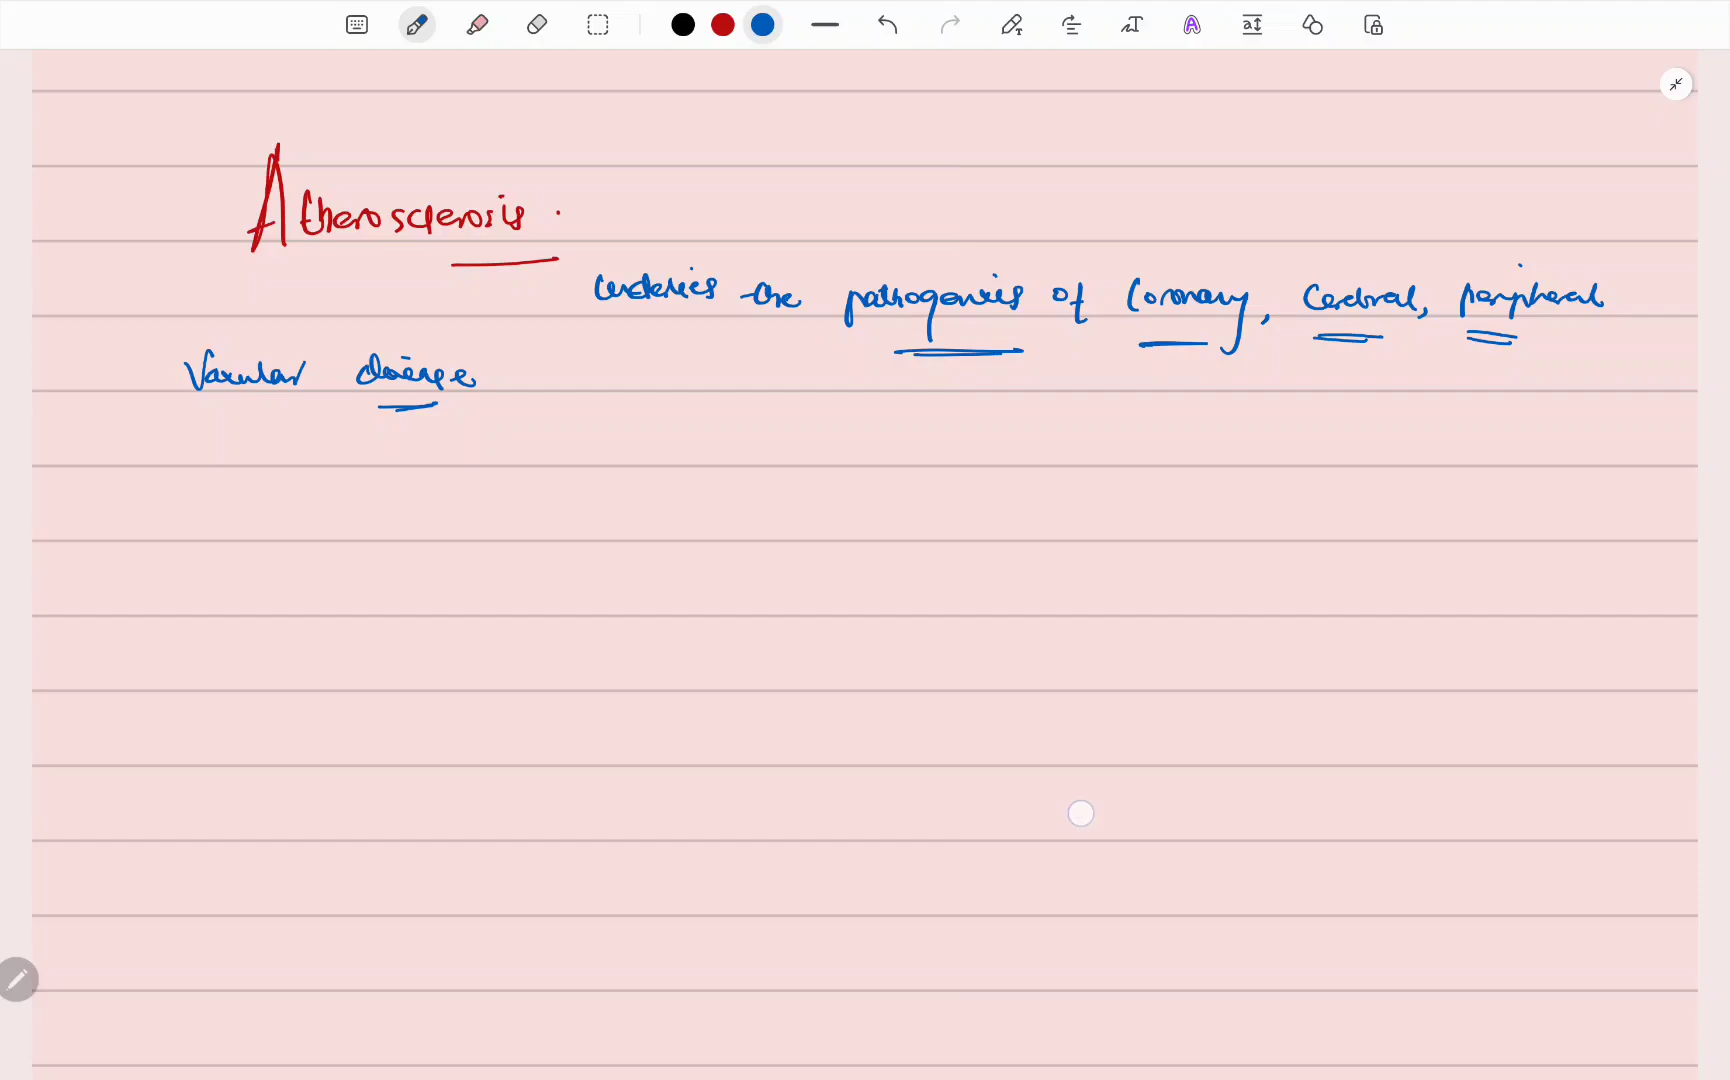 Atherosclerosis .
underlies the pathogenesis of Coronary, Cerebral, peripheral
Vascular disease